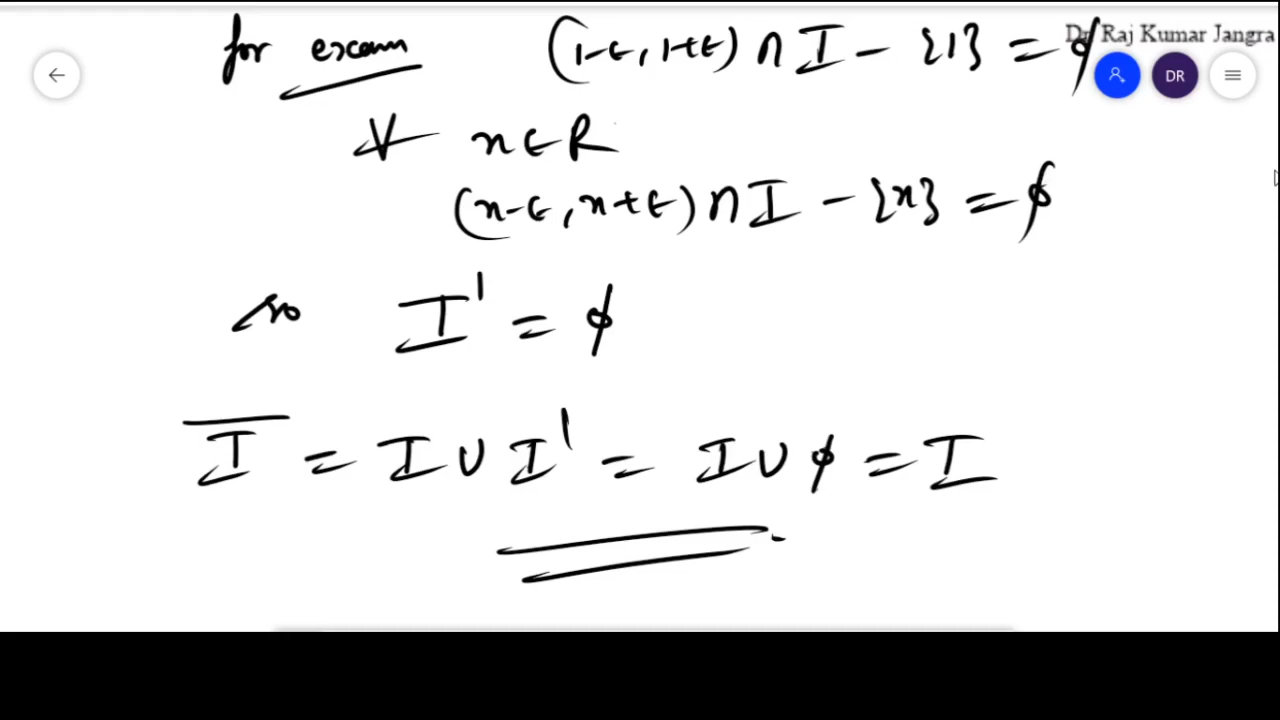 for exam (1-ε, 1+ε) ∩ I - {1} = φ
Dr Raj Kumar Jangra
DR
∀ x ∈ R
(x-ε, x+ε) ∩ I - {x} = φ
so I' = φ
I̅ = I ∪ I' = I ∪ φ = I